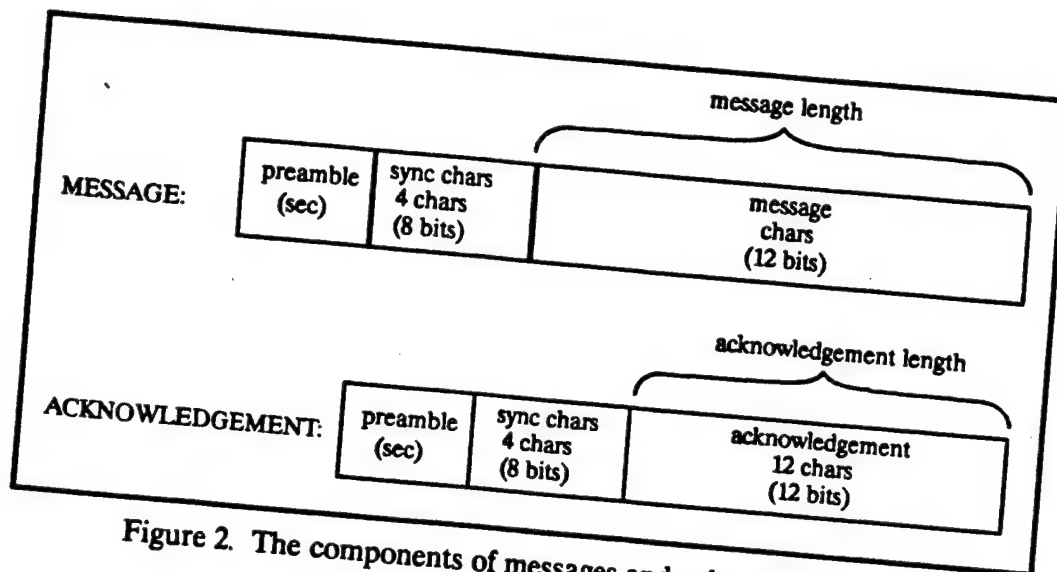 message length
MESSAGE:
preamble
(sec)
sync chars
4 chars
(8 bits)
message
chars
(12 bits)
acknowledgement length
ACKNOWLEDGEMENT:
preamble
(sec)
sync chars
4 chars
(8 bits)
acknowledgement
12 chars
(12 bits)
Figure 2. The components of messages and